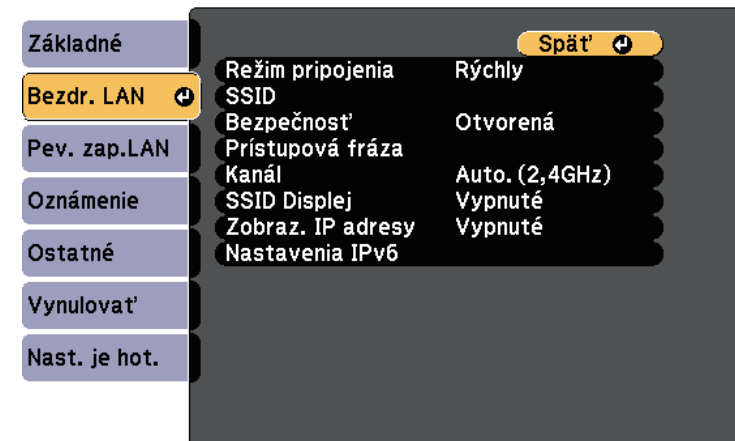 Základné
Bezdr. LAN
Pev. zap.LAN
Oznámenie
Ostatné
Vynulovať
Nast. je hot.
Späť
Režim pripojenia Rýchly
SSID
Bezpečnosť Otvorená
Prístupová fráza
Kanál Auto. (2,4GHz)
SSID Displej Vypnuté
Zobraz. IP adresy Vypnuté
Nastavenia IPv6